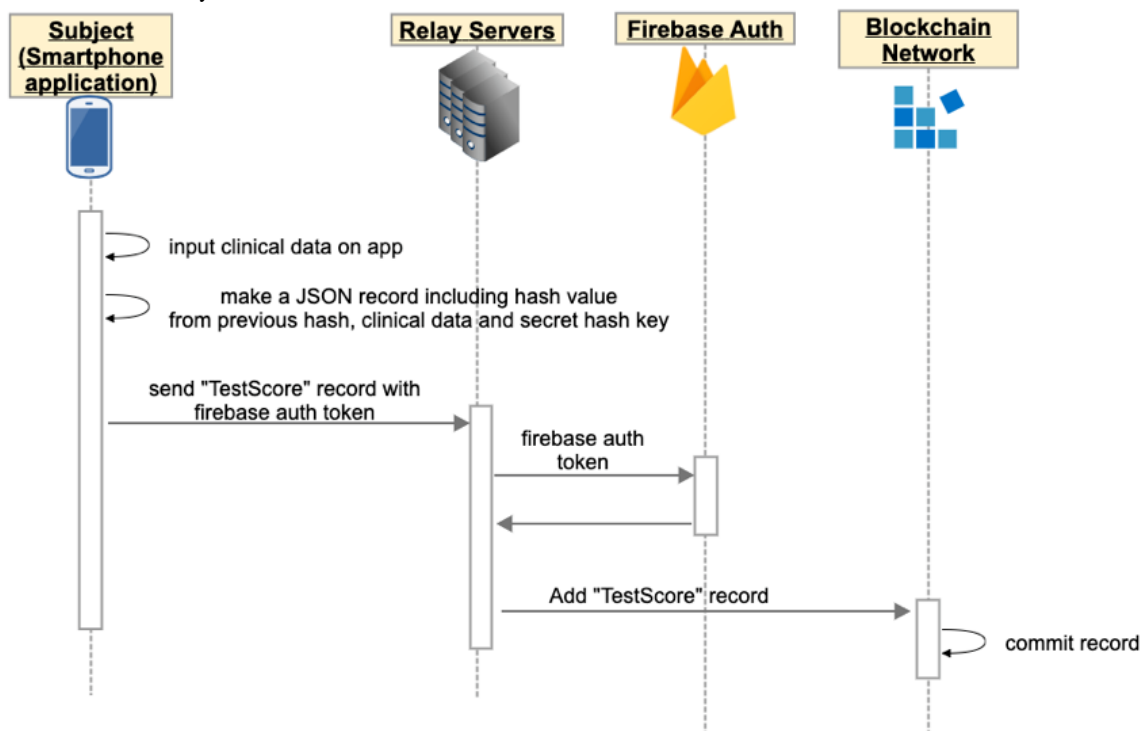 Subject
(Smartphone
application)
Relay Servers
Firebase Auth
Blockchain
Network
input clinical data on app
make a JSON record including hash value
from previous hash, clinical data and secret hash key
send "TestScore" record with
firebase auth token
firebase auth
token
Add "TestScore" record
commit record